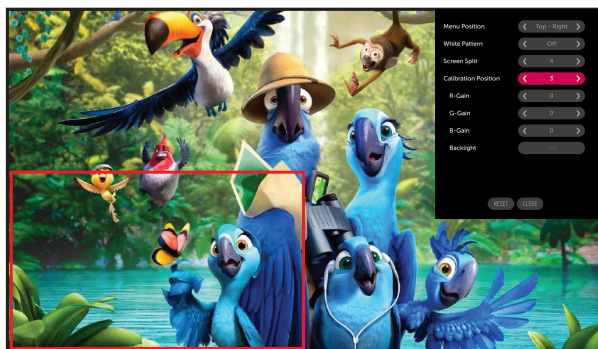 Menu Position < Top - Right >
White Pattern < Off >
Screen Split < 4 >
Calibration Position < 3 >
R-Gain < 0 >
G-Gain < 0 >
B-Gain < 0 >
Backlight
RESET CLOSE